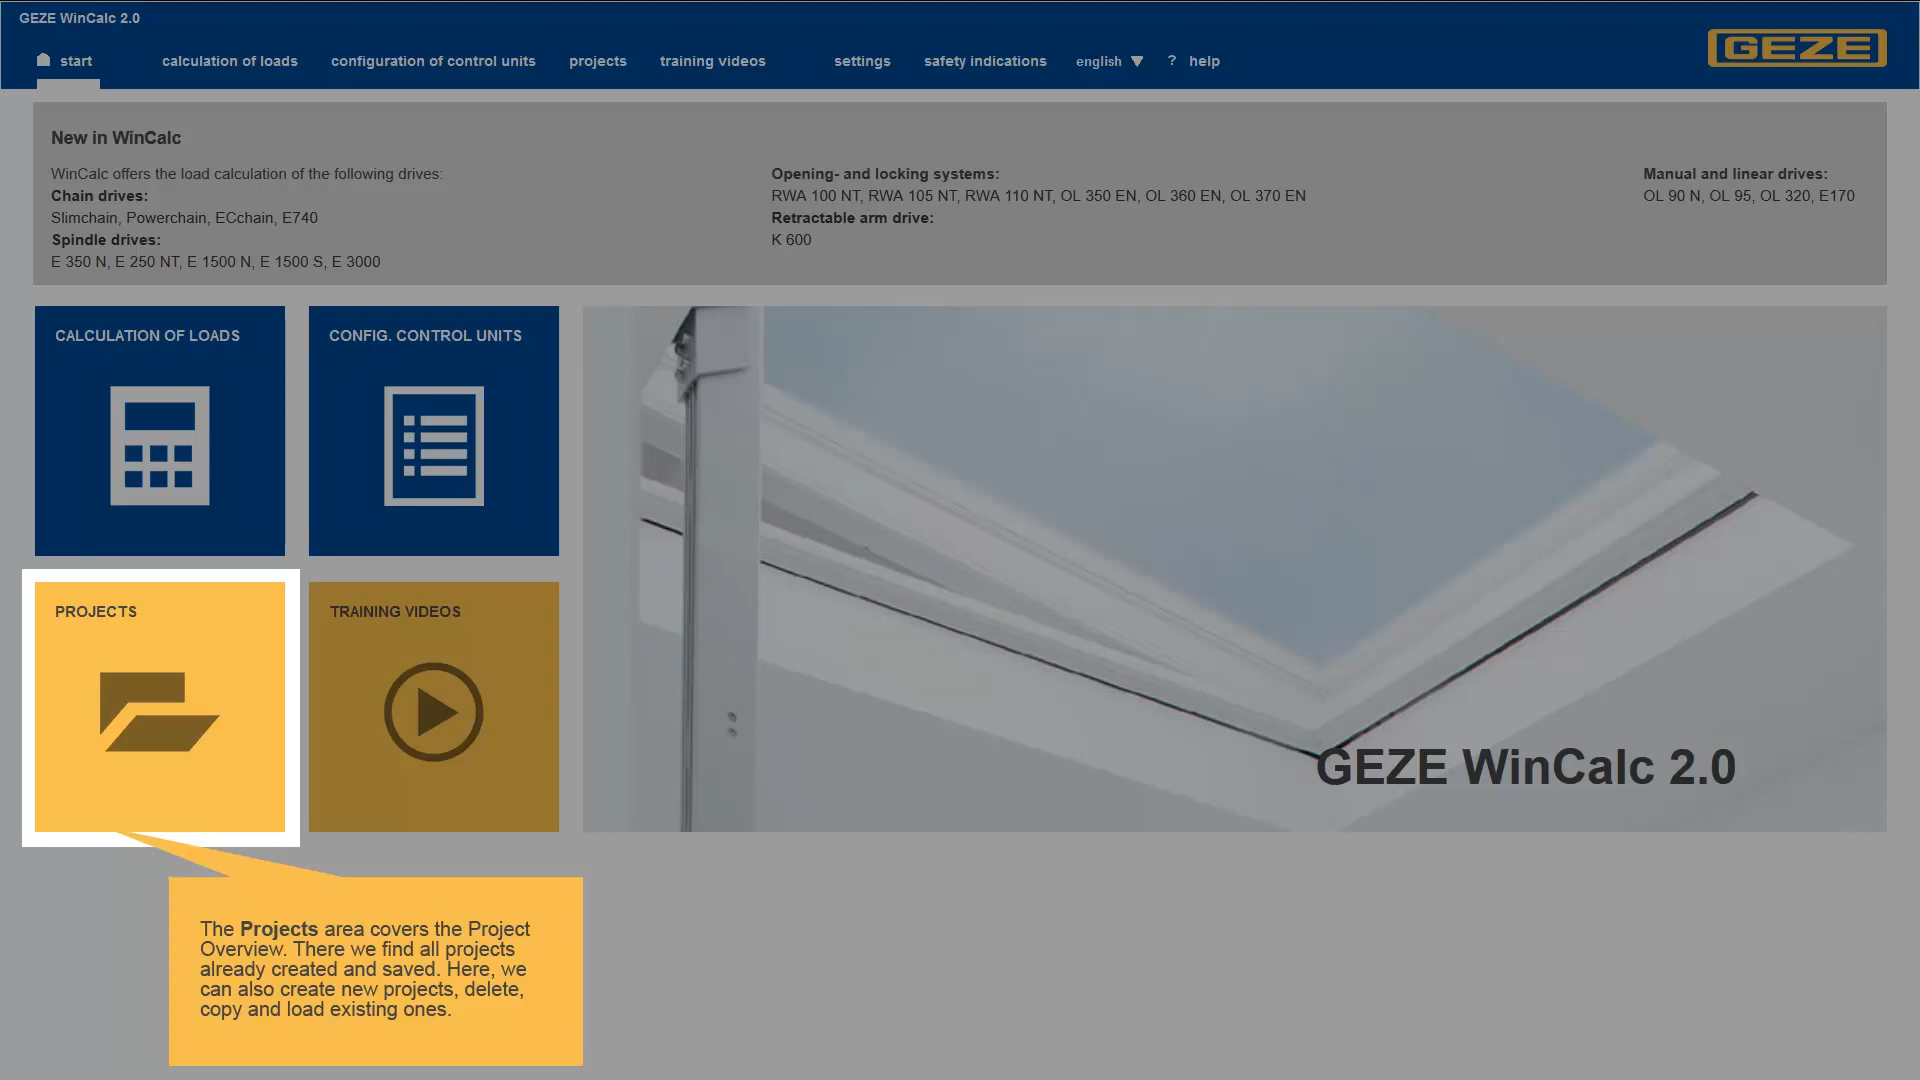 GEZE WinCalc 2.0
start
calculation of loads
configuration of control units
projects
training videos
settings
safety indications
english
? help
GEZE
New in WinCalc
WinCalc offers the load calculation of the following drives:
Chain drives:
Slimchain, Powerchain, ECchain, E740
Spindle drives:
E 350 N, E 250 NT, E 1500 N, E 1500 S, E 3000
Opening- and locking systems:
RWA 100 NT, RWA 105 NT, RWA 110 NT, OL 350 EN, OL 360 EN, OL 370 EN
Retractable arm drive:
K 600
Manual and linear drives:
OL 90 N, OL 95, OL 320, E170
CALCULATION OF LOADS
CONFIG. CONTROL UNITS
PROJECTS
TRAINING VIDEOS
GEZE WinCalc 2.0
The Projects area covers the Project
Overview. There we find all projects
already created and saved. Here, we
can also create new projects, delete,
copy and load existing ones.